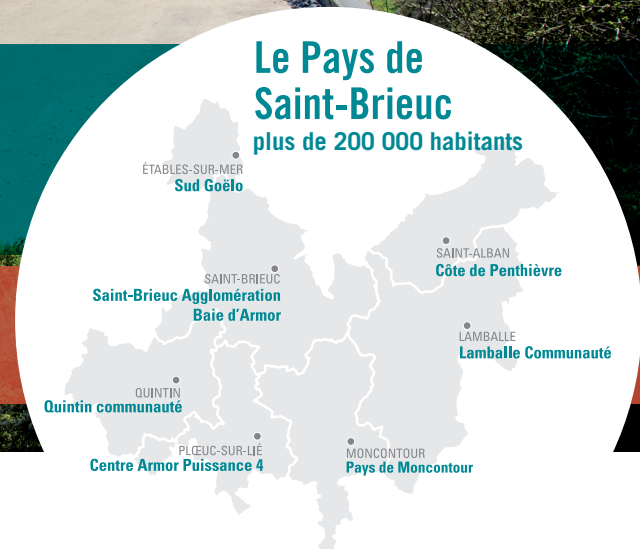 Le Pays de
Saint-Brieuc
plus de 200 000 habitants
ÉTABLES-SUR-MER
Sud Goëlo
SAINT-ALBAN
Côte de Penthièvre
SAINT-BRIEUC
Saint-Brieuc Agglomération
Baie d'Armor
LAMBALLE
Lamballe Communauté
QUINTIN
Quintin communauté
PLŒUC-SUR-LIÉ
Centre Armor Puissance 4
MONCONTOUR
Pays de Moncontour